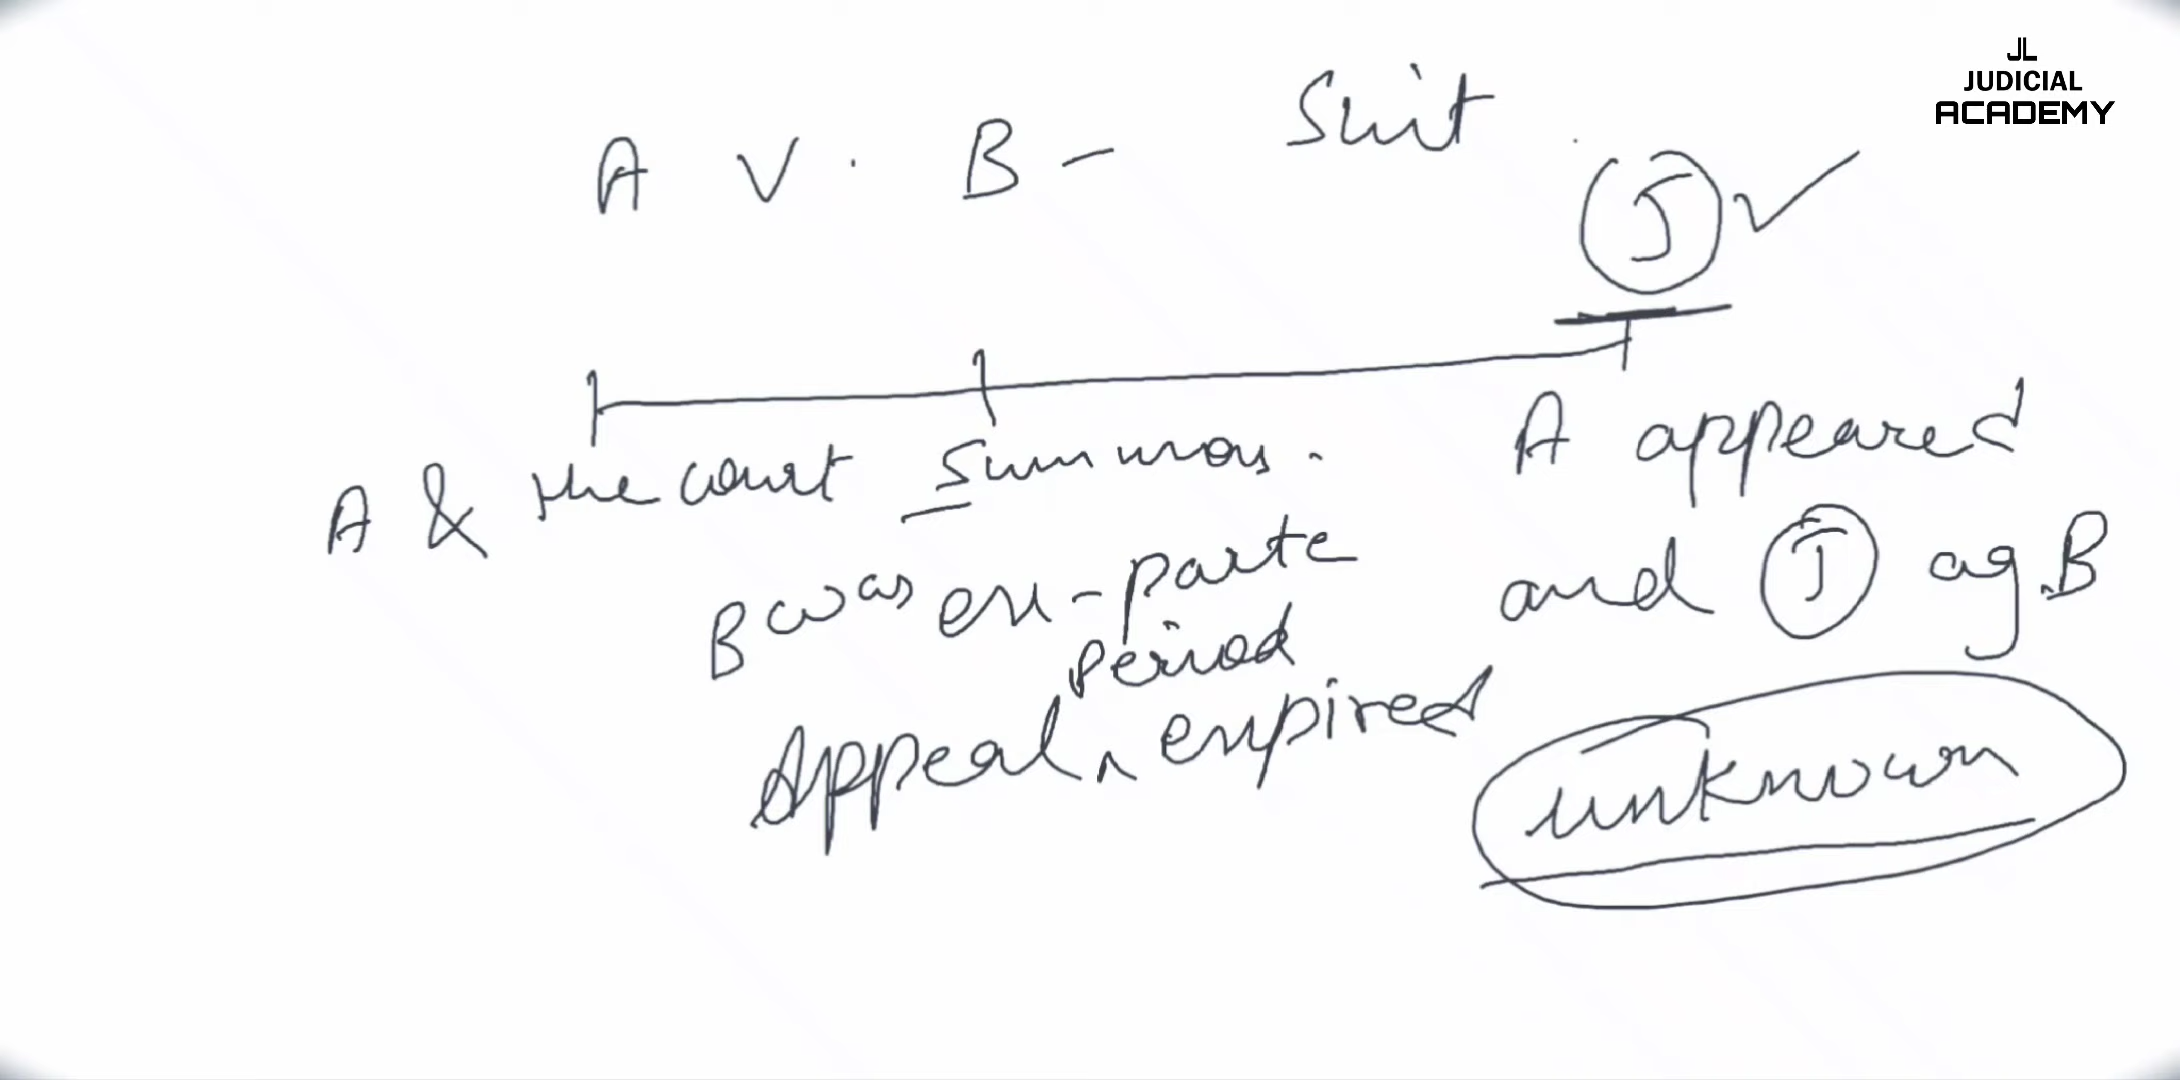 JL
JUDICIAL
ACADEMY
A V. B - Suit.
J
A & the court summons.
B was ex-parte
period
Appeal ^ expired
A appeared
and J ag. B
unknown